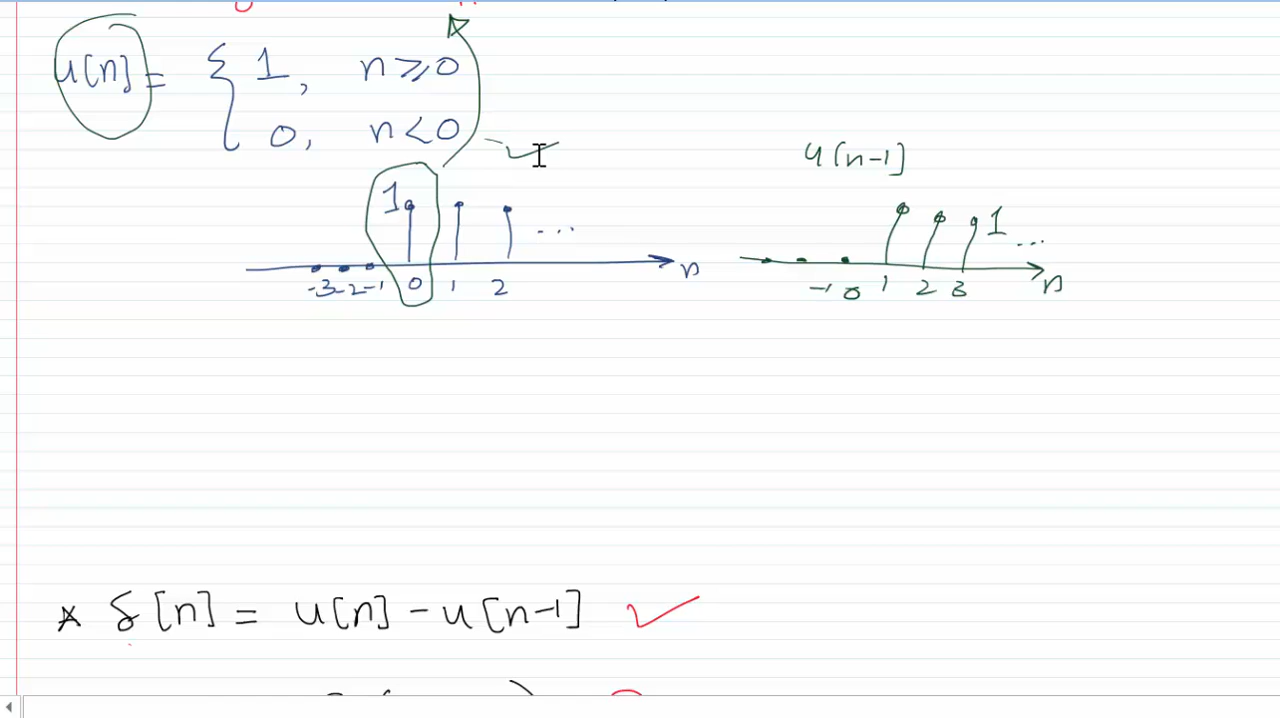 u[n] = { 1, n ≥ 0
0, n < 0
u[n-1]
1 ...
1 ...
-3 -2 -1 0 1 2 n
-1 0 1 2 3 n
* δ[n] = u[n] - u[n-1] ✓